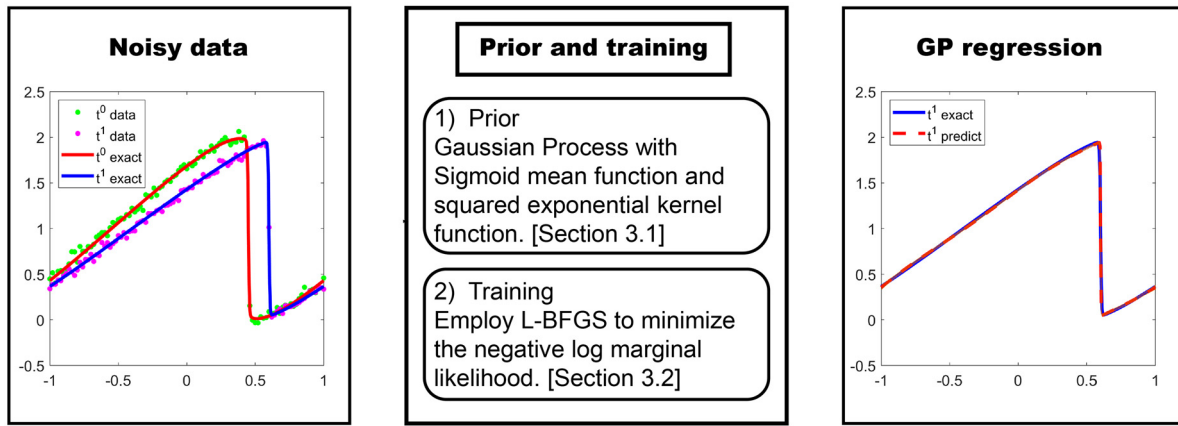 Noisy data
2.5
2
1.5
1
0.5
0
-0.5
-1
-0.5
0
0.5
1
t⁰ data
t¹ data
t⁰ exact
t¹ exact
Prior and training
1) Prior
Gaussian Process with
Sigmoid mean function and
squared exponential kernel
function. [Section 3.1]
2) Training
Employ L-BFGS to minimize
the negative log marginal
likelihood. [Section 3.2]
GP regression
2.5
2
1.5
1
0.5
0
-0.5
-1
-0.5
0
0.5
1
t¹ exact
t¹ predict